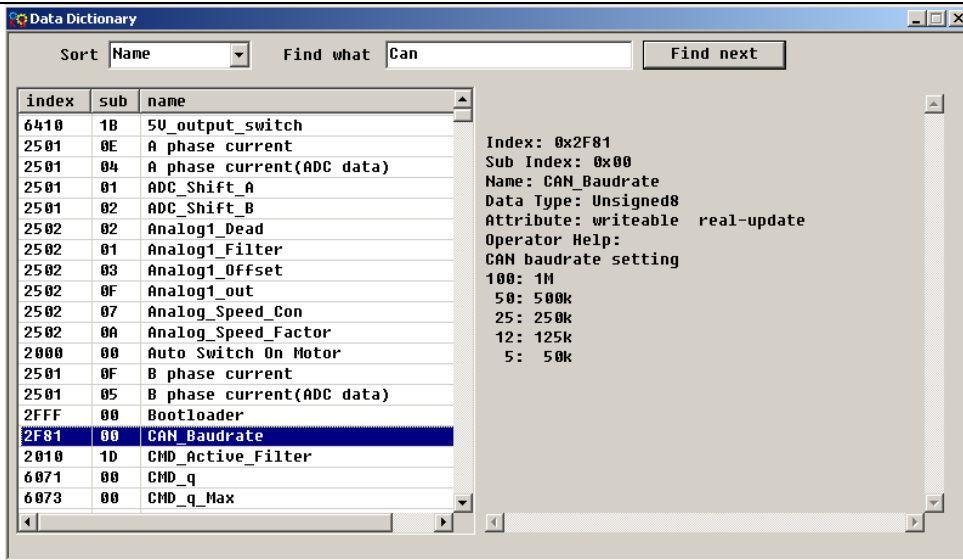 Data Dictionary
Sort Name Find what Can Find next
index sub name
6410 1B 5V_output_switch
2501 0E A phase current
2501 04 A phase current(ADC data)
2501 01 ADC_Shift_A
2501 02 ADC_Shift_B
2502 02 Analog1_Dead
2502 01 Analog1_Filter
2502 03 Analog1_Offset
2502 0F Analog1_out
2502 07 Analog_Speed_Con
2502 0A Analog_Speed_Factor
2000 00 Auto Switch On Motor
2501 0F B phase current
2501 05 B phase current(ADC data)
2FFF 00 Bootloader
2F81 00 CAN_Baudrate
2010 1D CMD_Active_Filter
6071 00 CMD_q
6073 00 CMD_q_Max
Index: 0x2F81
Sub Index: 0x00
Name: CAN_Baudrate
Data Type: Unsigned8
Attribute: writeable real-update
Operator Help:
CAN baudrate setting
100: 1M
50: 500k
25: 250k
12: 125k
5: 50k